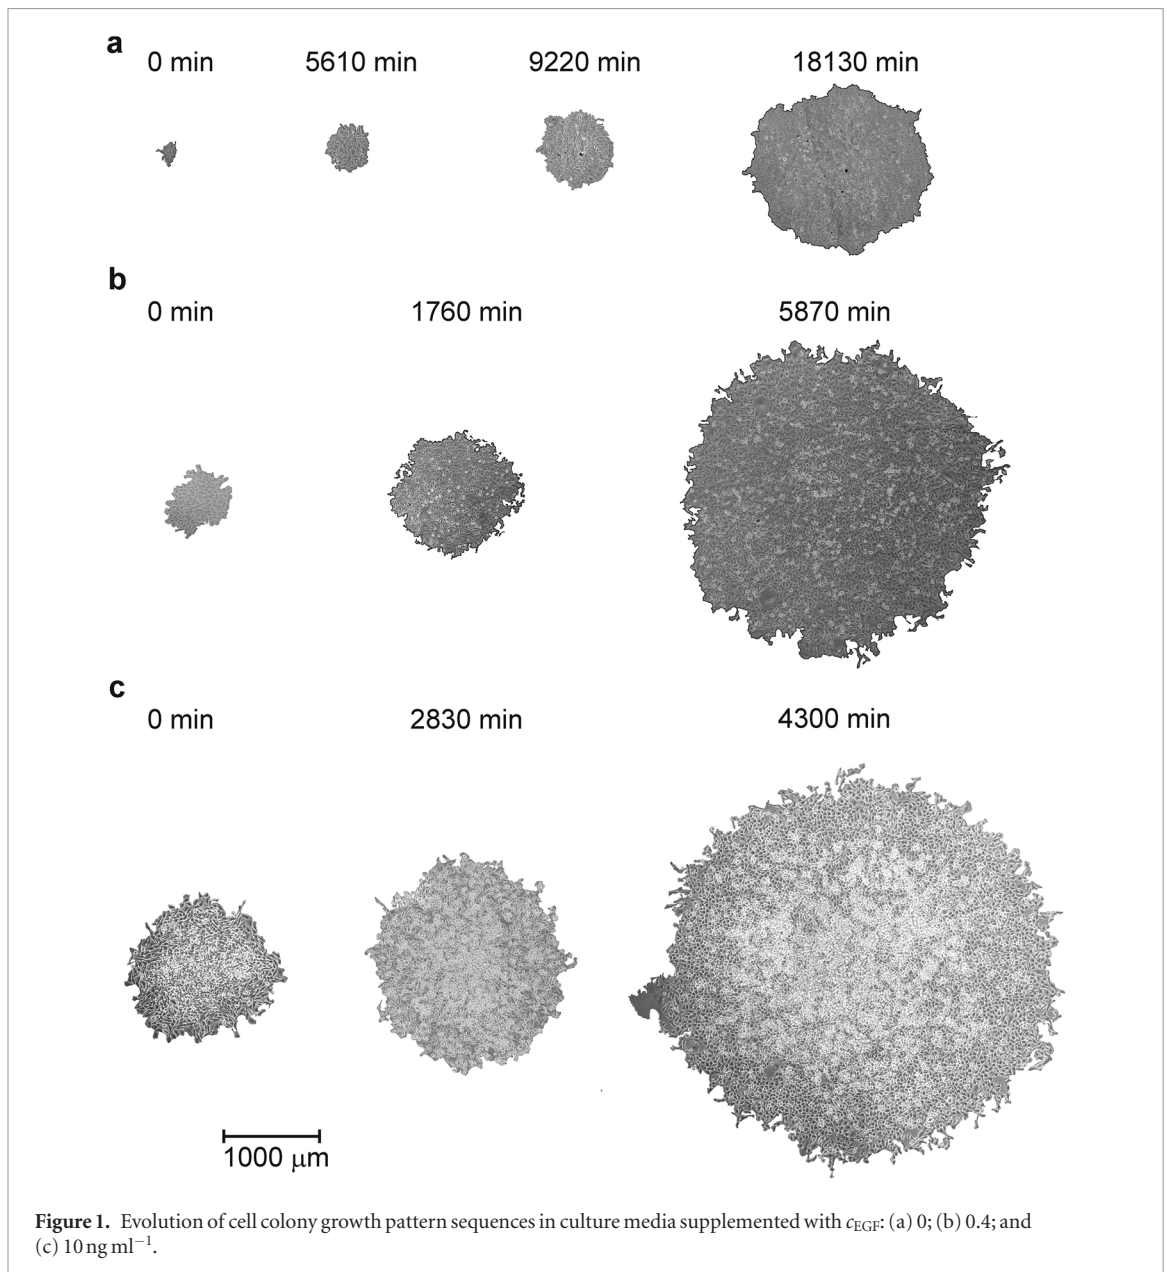 a
0 min 5610 min 9220 min 18130 min
b
0 min 1760 min 5870 min
c
0 min 2830 min 4300 min
1000 μm
Figure 1. Evolution of cell colony growth pattern sequences in culture media supplemented with cEGF: (a) 0; (b) 0.4; and
(c) 10 ng ml−1.